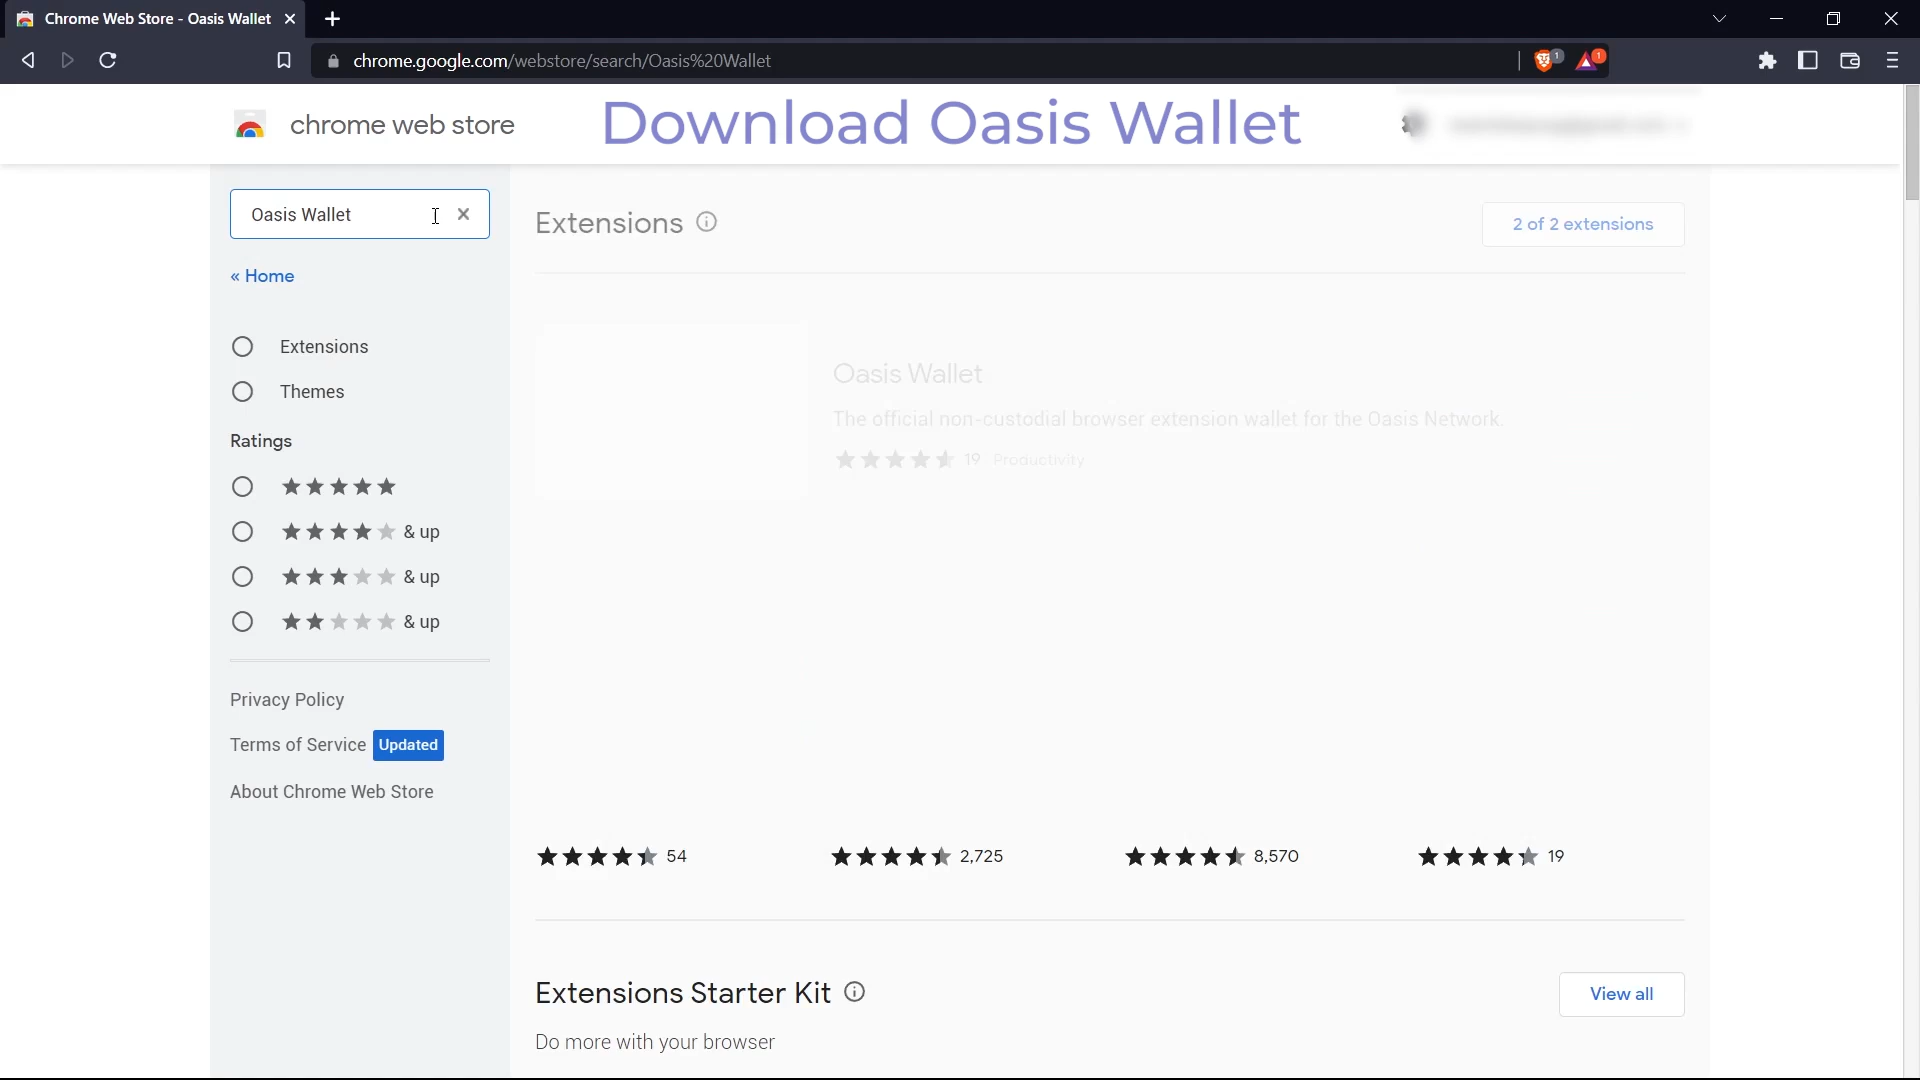 Chrome Web Store - Oasis Wallet
chrome.google.com/webstore/search/Oasis%20Wallet
1
1
chrome web store
Download Oasis Wallet
Oasis Wallet
« Home
Extensions
Themes
Ratings
& up
& up
& up
Privacy Policy
Terms of Service Updated
About Chrome Web Store
Extensions
2 of 2 extensions
Oasis Wallet
The official non-custodial browser extension wallet for the Oasis Network.
19 Productivity
54
2,725
8,570
19
Extensions Starter Kit
View all
Do more with your browser